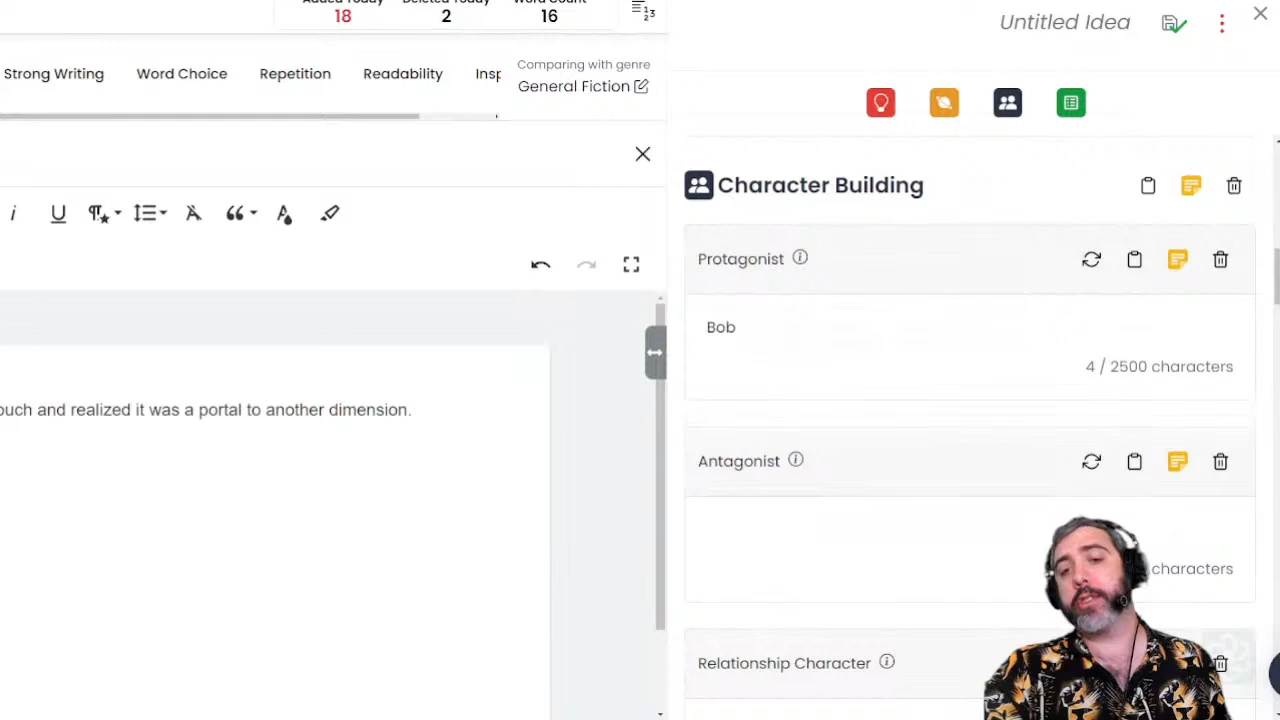 Added Today Deleted Today Word Count
18 2 16
Untitled Idea
Strong Writing Word Choice Repetition Readability Insp
Comparing with genre
General Fiction
Character Building
Protagonist
Bob
4 / 2500 characters
ouch and realized it was a portal to another dimension.
Antagonist
characters
Relationship Character